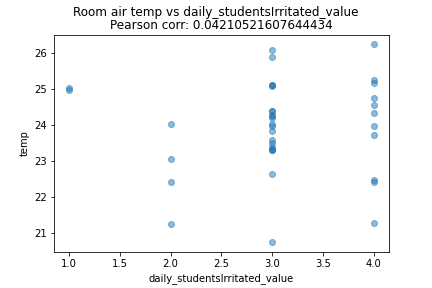 Room air temp vs daily_studentsIrritated_value
Pearson corr: 0.04210521607644434
26
25
24
23
22
21
temp
1.0 1.5 2.0 2.5 3.0 3.5 4.0
daily_studentsIrritated_value